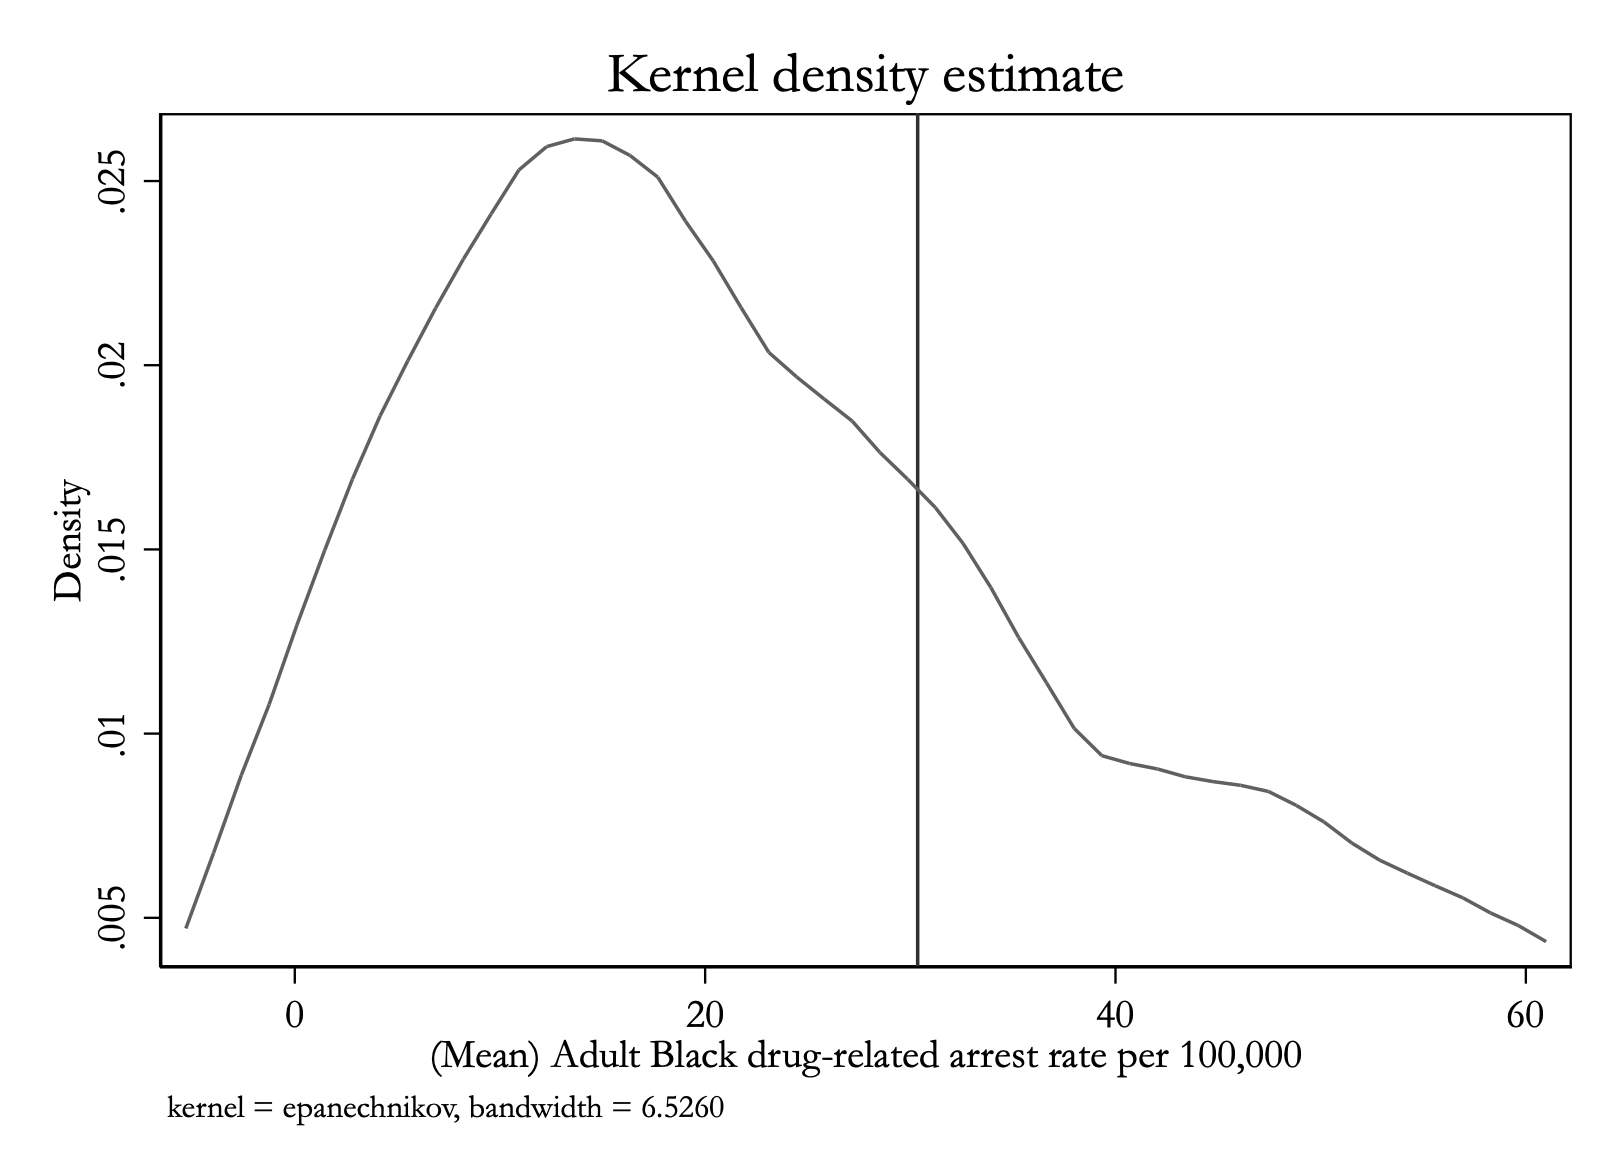 Kernel density estimate
Density
.025
.02
.015
.01
.005
0 20 40 60
(Mean) Adult Black drug-related arrest rate per 100,000
kernel = epanechnikov, bandwidth = 6.5260